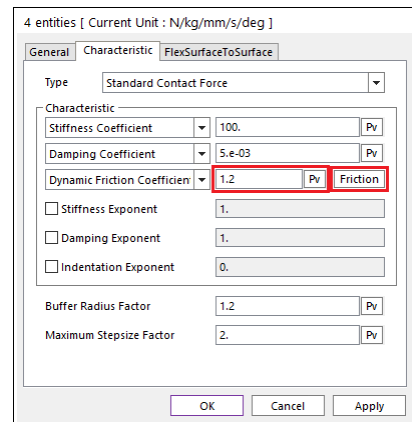 4 entities [ Current Unit : N/kg/mm/s/deg ]
General Characteristic FlexSurfaceToSurface
Type Standard Contact Force
Characteristic
Stiffness Coefficient 100. Pv
Damping Coefficient 5.e-03 Pv
Dynamic Friction Coefficien 1.2 Pv Friction
Stiffness Exponent 1.
Damping Exponent 1.
Indentation Exponent 0.
Buffer Radius Factor 1.2 Pv
Maximum Stepsize Factor 2. Pv
OK Cancel Apply